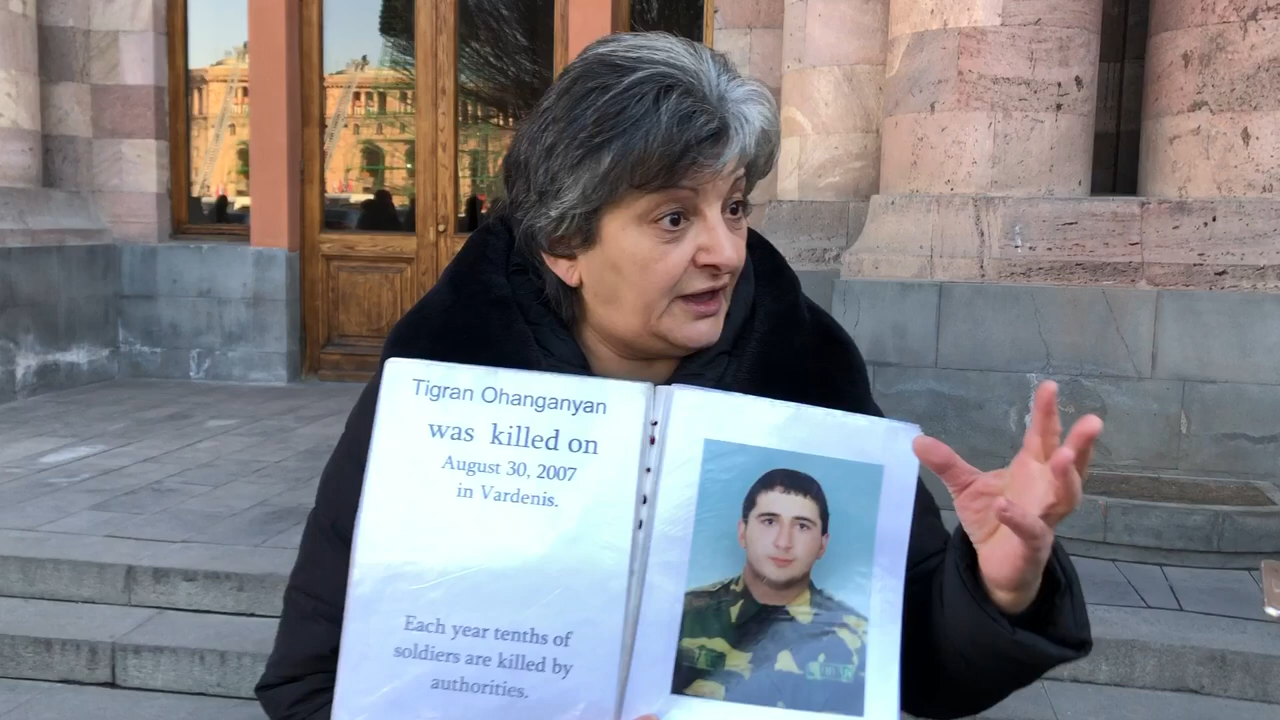 Tigran Ohanganyan
was killed on
August 30, 2007
in Vardenis.
Each year tenths of
soldiers are killed by
authorities.